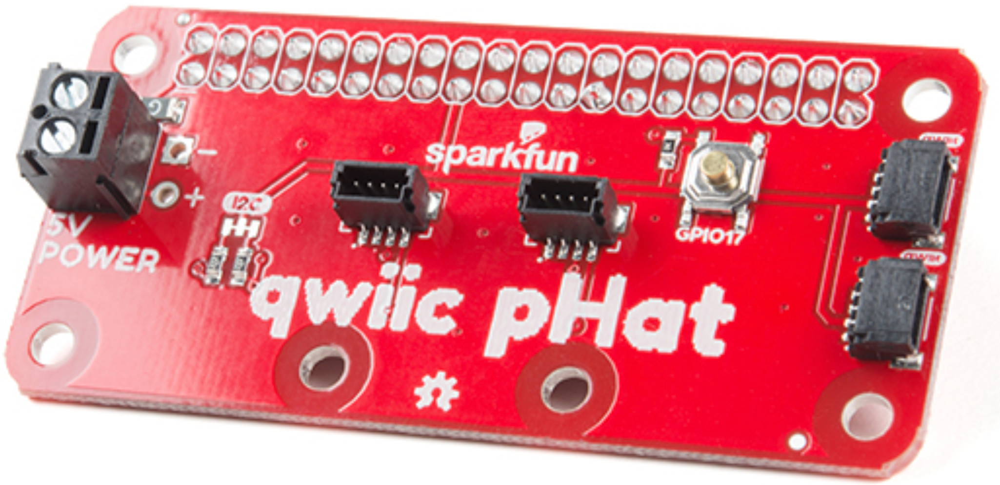 sparkfun
-
+
I2C
5V
POWER
GPIO17
qwiic pHat